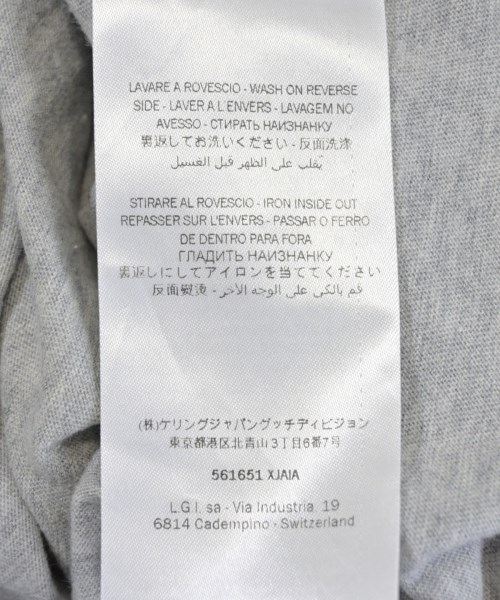 LAVARE A ROVESCIO - WASH ON REVERSE
SIDE - LAVER A L'ENVERS - LAVAGEM NO
AVESSO - СТИРАТЬ НАИЗНАНКУ
裏返してお洗いください - 反面洗涤
يُقلب على الظهر قبل الغسيل
STIRARE AL ROVESCIO - IRON INSIDE OUT
REPASSER SUR L'ENVERS - PASSAR O FERRO
DE DENTRO PARA FORA
ГЛАДИТЬ НАИЗНАНКУ
裏返しにしてアイロンを当ててください
反面熨烫 - قم بالكى على الوجه الآخر
(株)ケリングジャパングッチディビジョン
東京都港区北青山3丁目6番7号
561651 XJAIA
L.G.I. sa - Via Industria, 19
6814 Cadempino - Switzerland